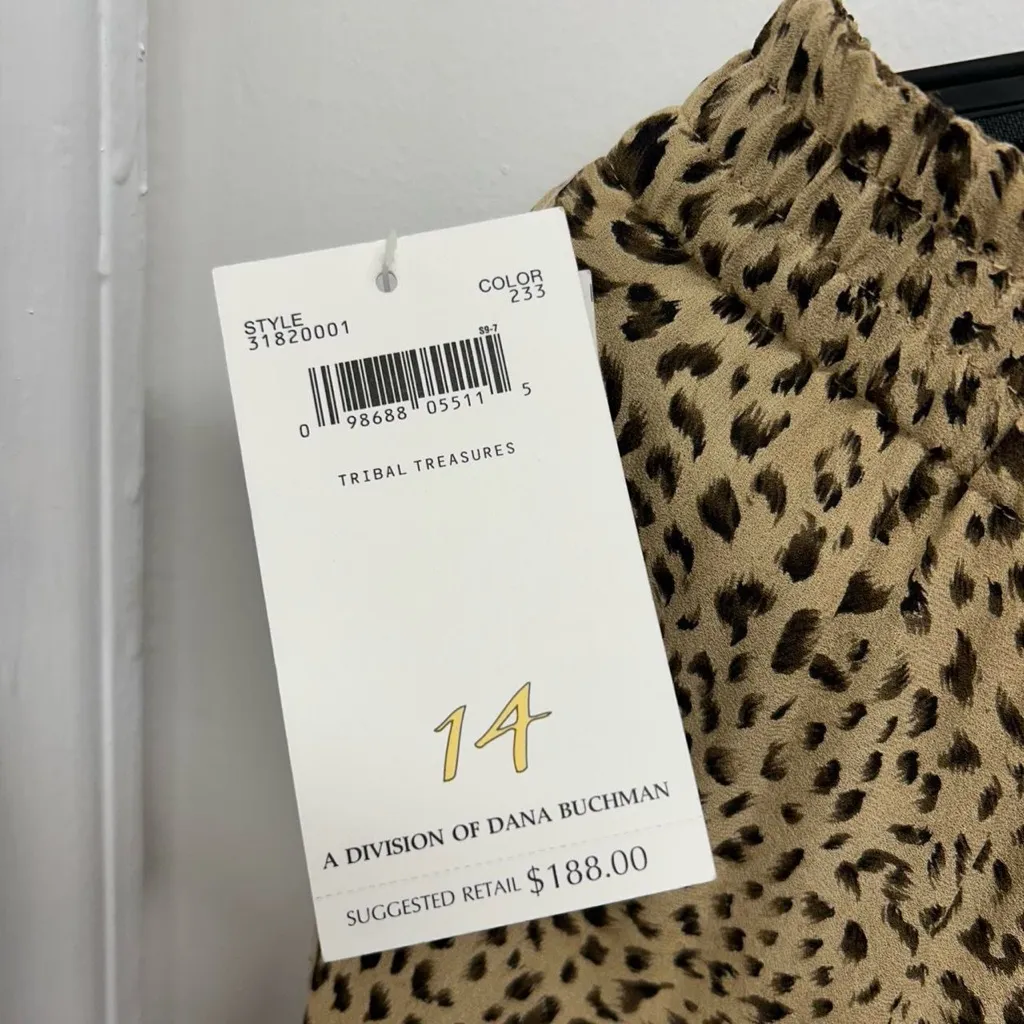 STYLE
31820001
COLOR
233
S9-7
0 98688 05511 5
TRIBAL TREASURES
14
A DIVISION OF DANA BUCHMAN
SUGGESTED RETAIL $188.00